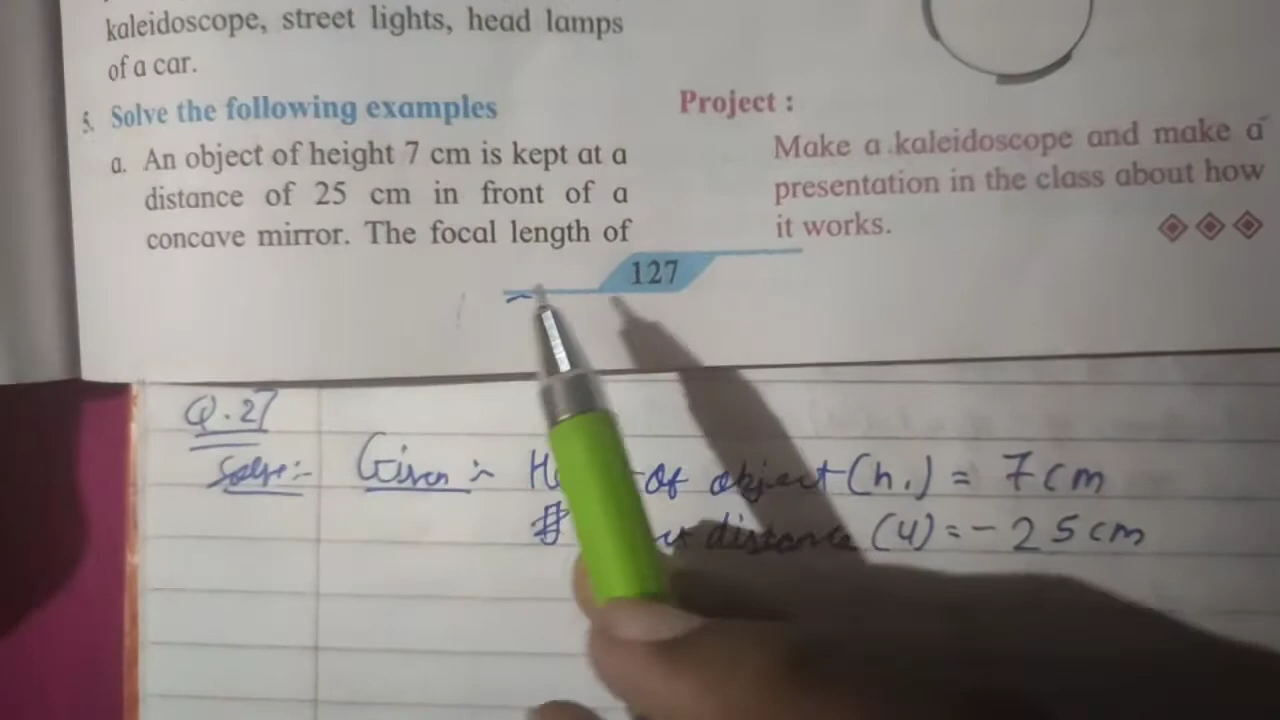 kaleidoscope, street lights, head lamps
of a car.
5. Solve the following examples
a. An object of height 7 cm is kept at a
distance of 25 cm in front of a
concave mirror. The focal length of
Project :
Make a kaleidoscope and make a
presentation in the class about how
it works.
127
Q.27
Solve:-
Given :- of object (h₁) = 7 cm
distance (u) = - 25 cm